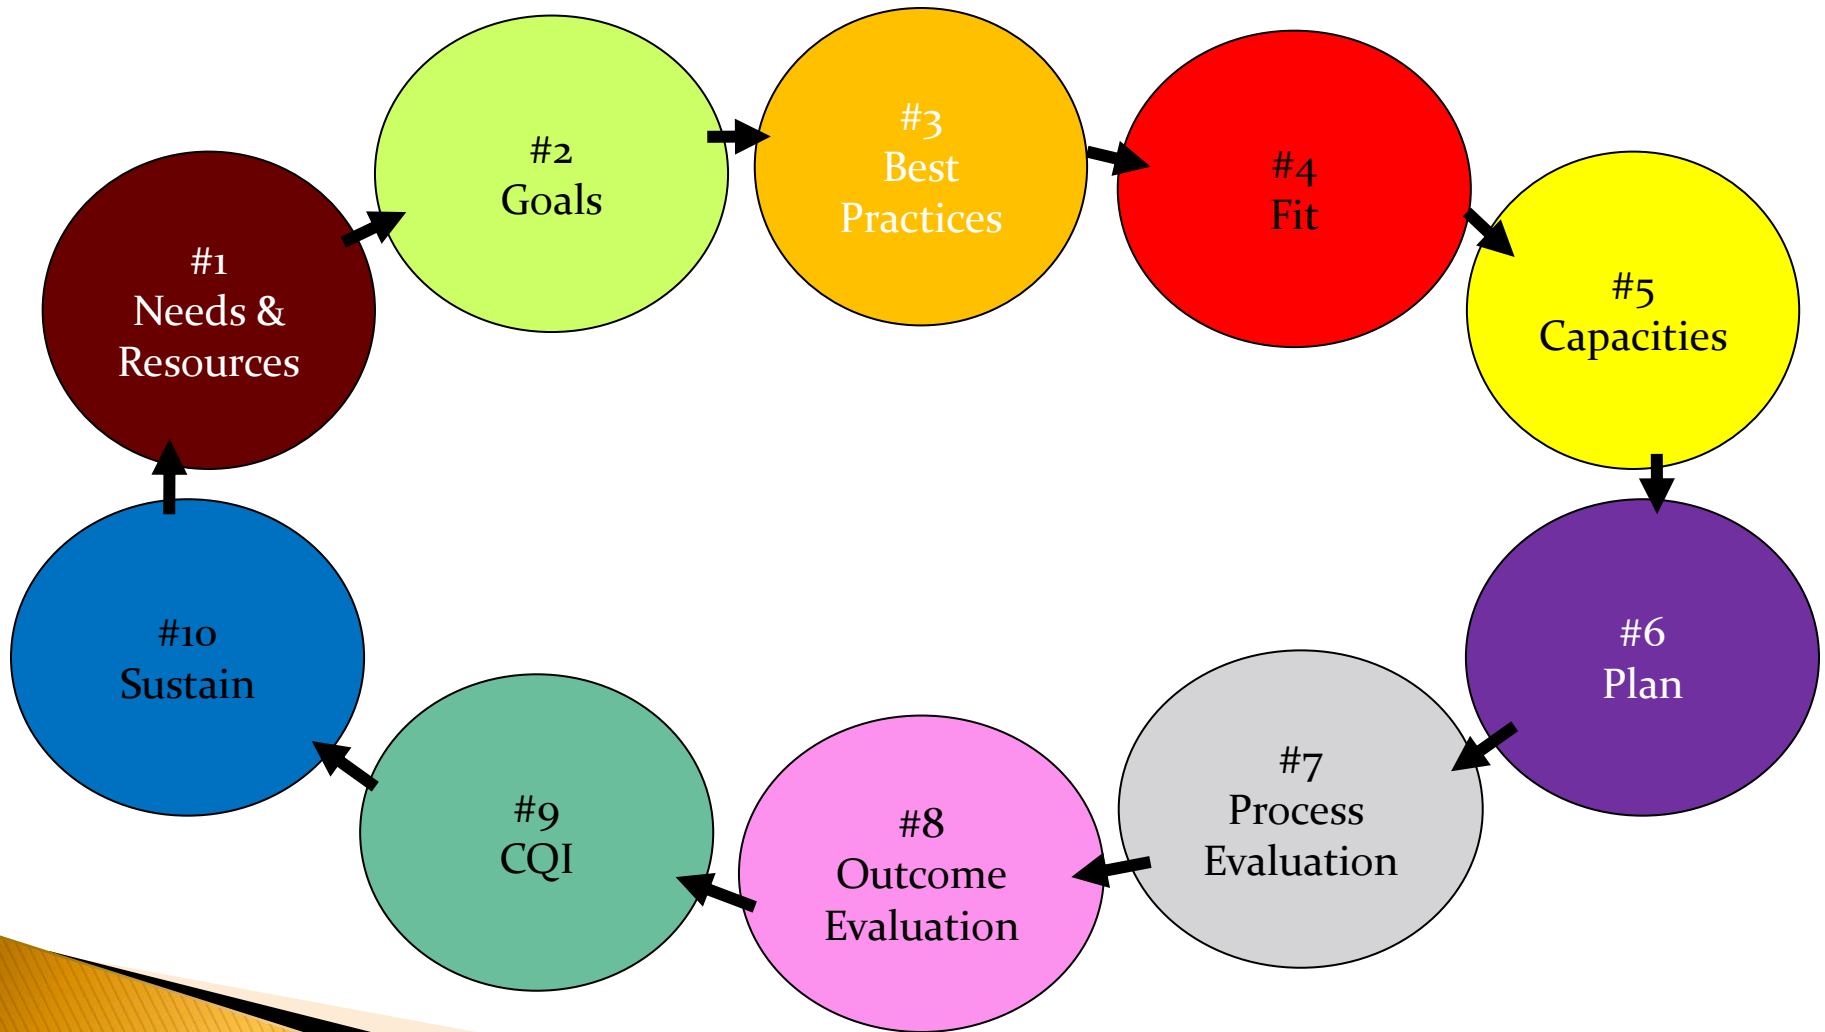 #1
Needs &
Resources
#2
Goals
#3
Best
Practices
#4
Fit
#5
Capacities
#6
Plan
#7
Process
Evaluation
#8
Outcome
Evaluation
#9
CQI
#10
Sustain